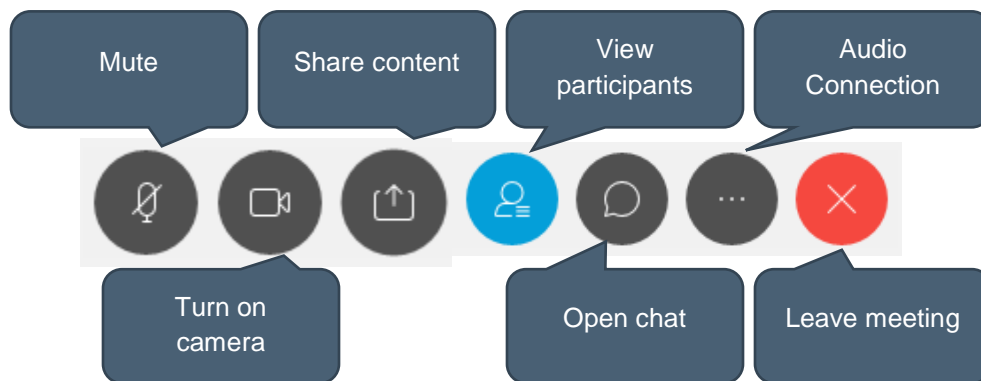 Mute
Share content
View
participants
Audio
Connection
Turn on
camera
Open chat
Leave meeting